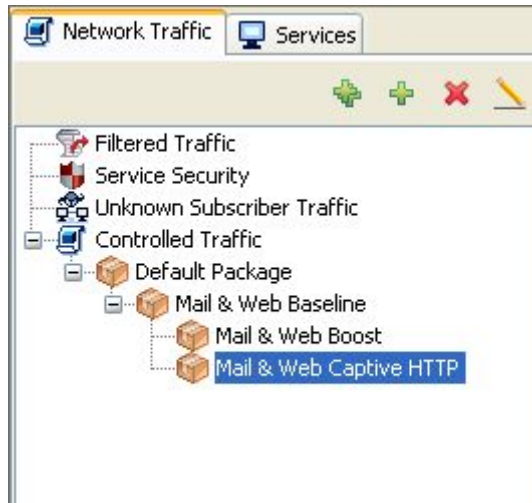 Network Traffic
Services
Filtered Traffic
Service Security
Unknown Subscriber Traffic
Controlled Traffic
Default Package
Mail & Web Baseline
Mail & Web Boost
Mail & Web Captive HTTP